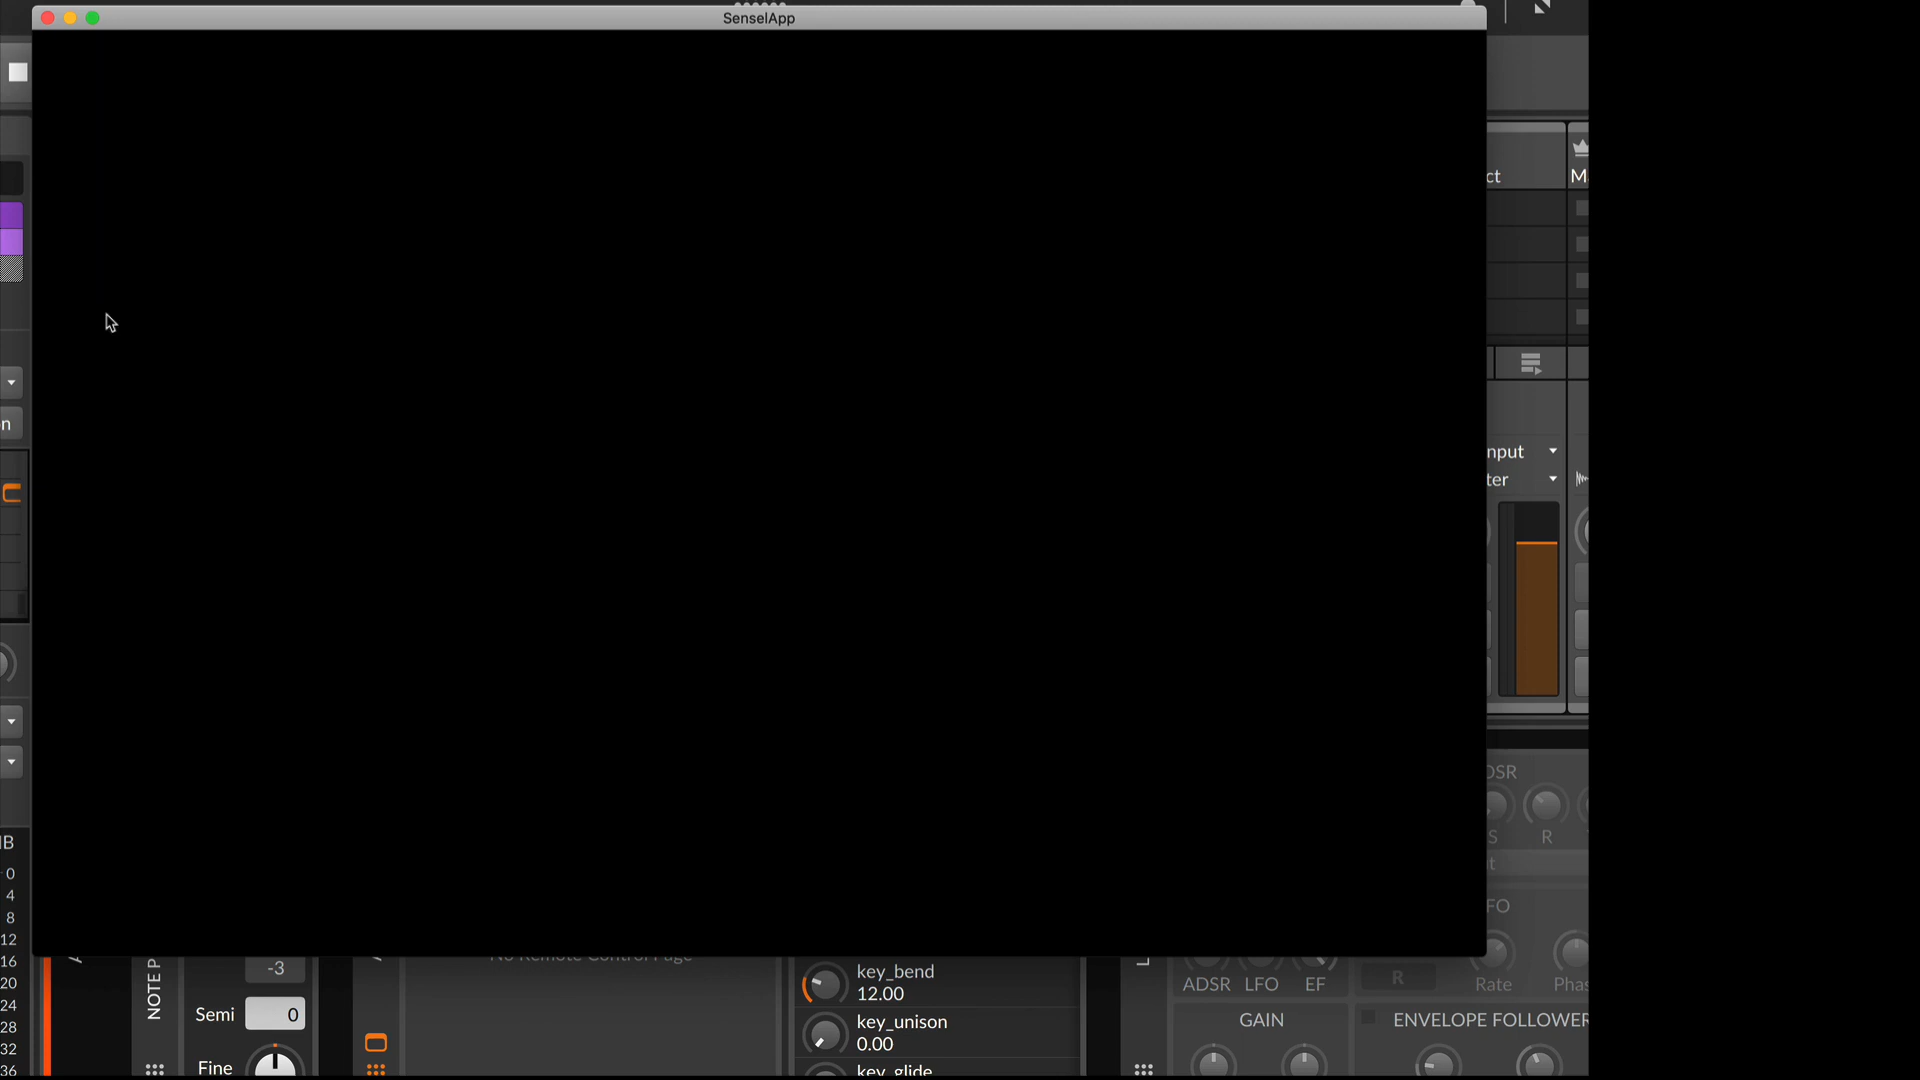 SenselApp
ct
M
n
nput
ter
DSR
S
R
0
4
8
12
16
20
24
28
32
36
NOTE P
-3
Semi
0
Fine
key_bend
12.00
key_unison
0.00
key_glide
ADSR
LFO
EF
R
Rate
Phas
GAIN
ENVELOPE FOLLOWER
FO